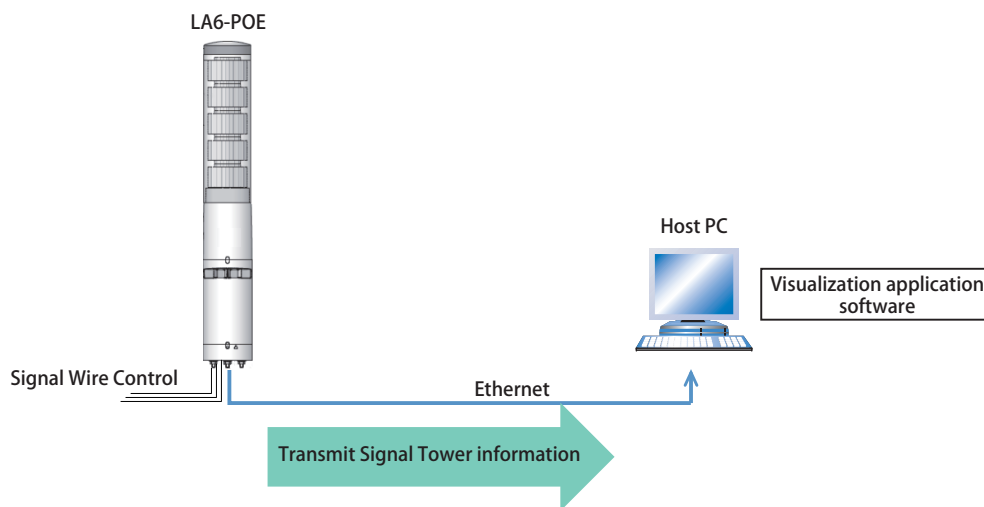 LA6-POE
Host PC
Visualization application
software
Signal Wire Control
Ethernet
Transmit Signal Tower information